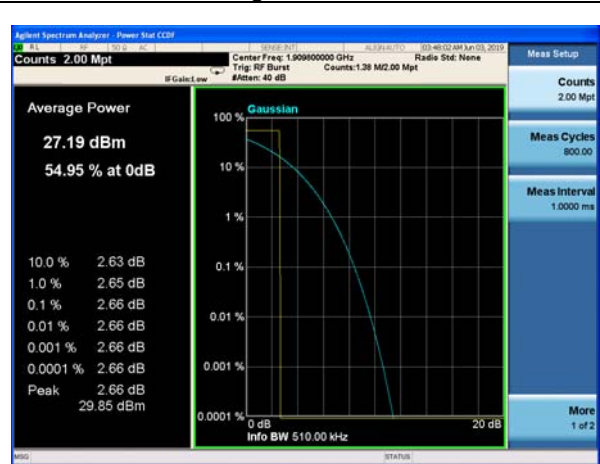 Agilent Spectrum Analyzer - Power Stat CCDF
RL RF 50 Ω AC SENSE:INT ALIGN AUTO 03:48:02 AM Jun 03, 2019
Counts 2.00 Mpt
Center Freq: 1.909800000 GHz Radio Std: None
Trig: RF Burst Counts:1.38 M/2.00 Mpt
IFGain:Low #Atten: 40 dB
Meas Setup
Counts
2.00 Mpt
Meas Cycles
800.00
Meas Interval
1.0000 ms
More
1 of 2
Average Power
27.19 dBm
54.95 % at 0dB
10.0 % 2.63 dB
1.0 % 2.65 dB
0.1 % 2.66 dB
0.01 % 2.66 dB
0.001 % 2.66 dB
0.0001 % 2.66 dB
Peak 2.66 dB
29.85 dBm
Gaussian
100 %
10 %
1 %
0.1 %
0.01 %
0.001 %
0.0001 %
0 dB 20 dB
Info BW 510.00 kHz
MSG STATUS